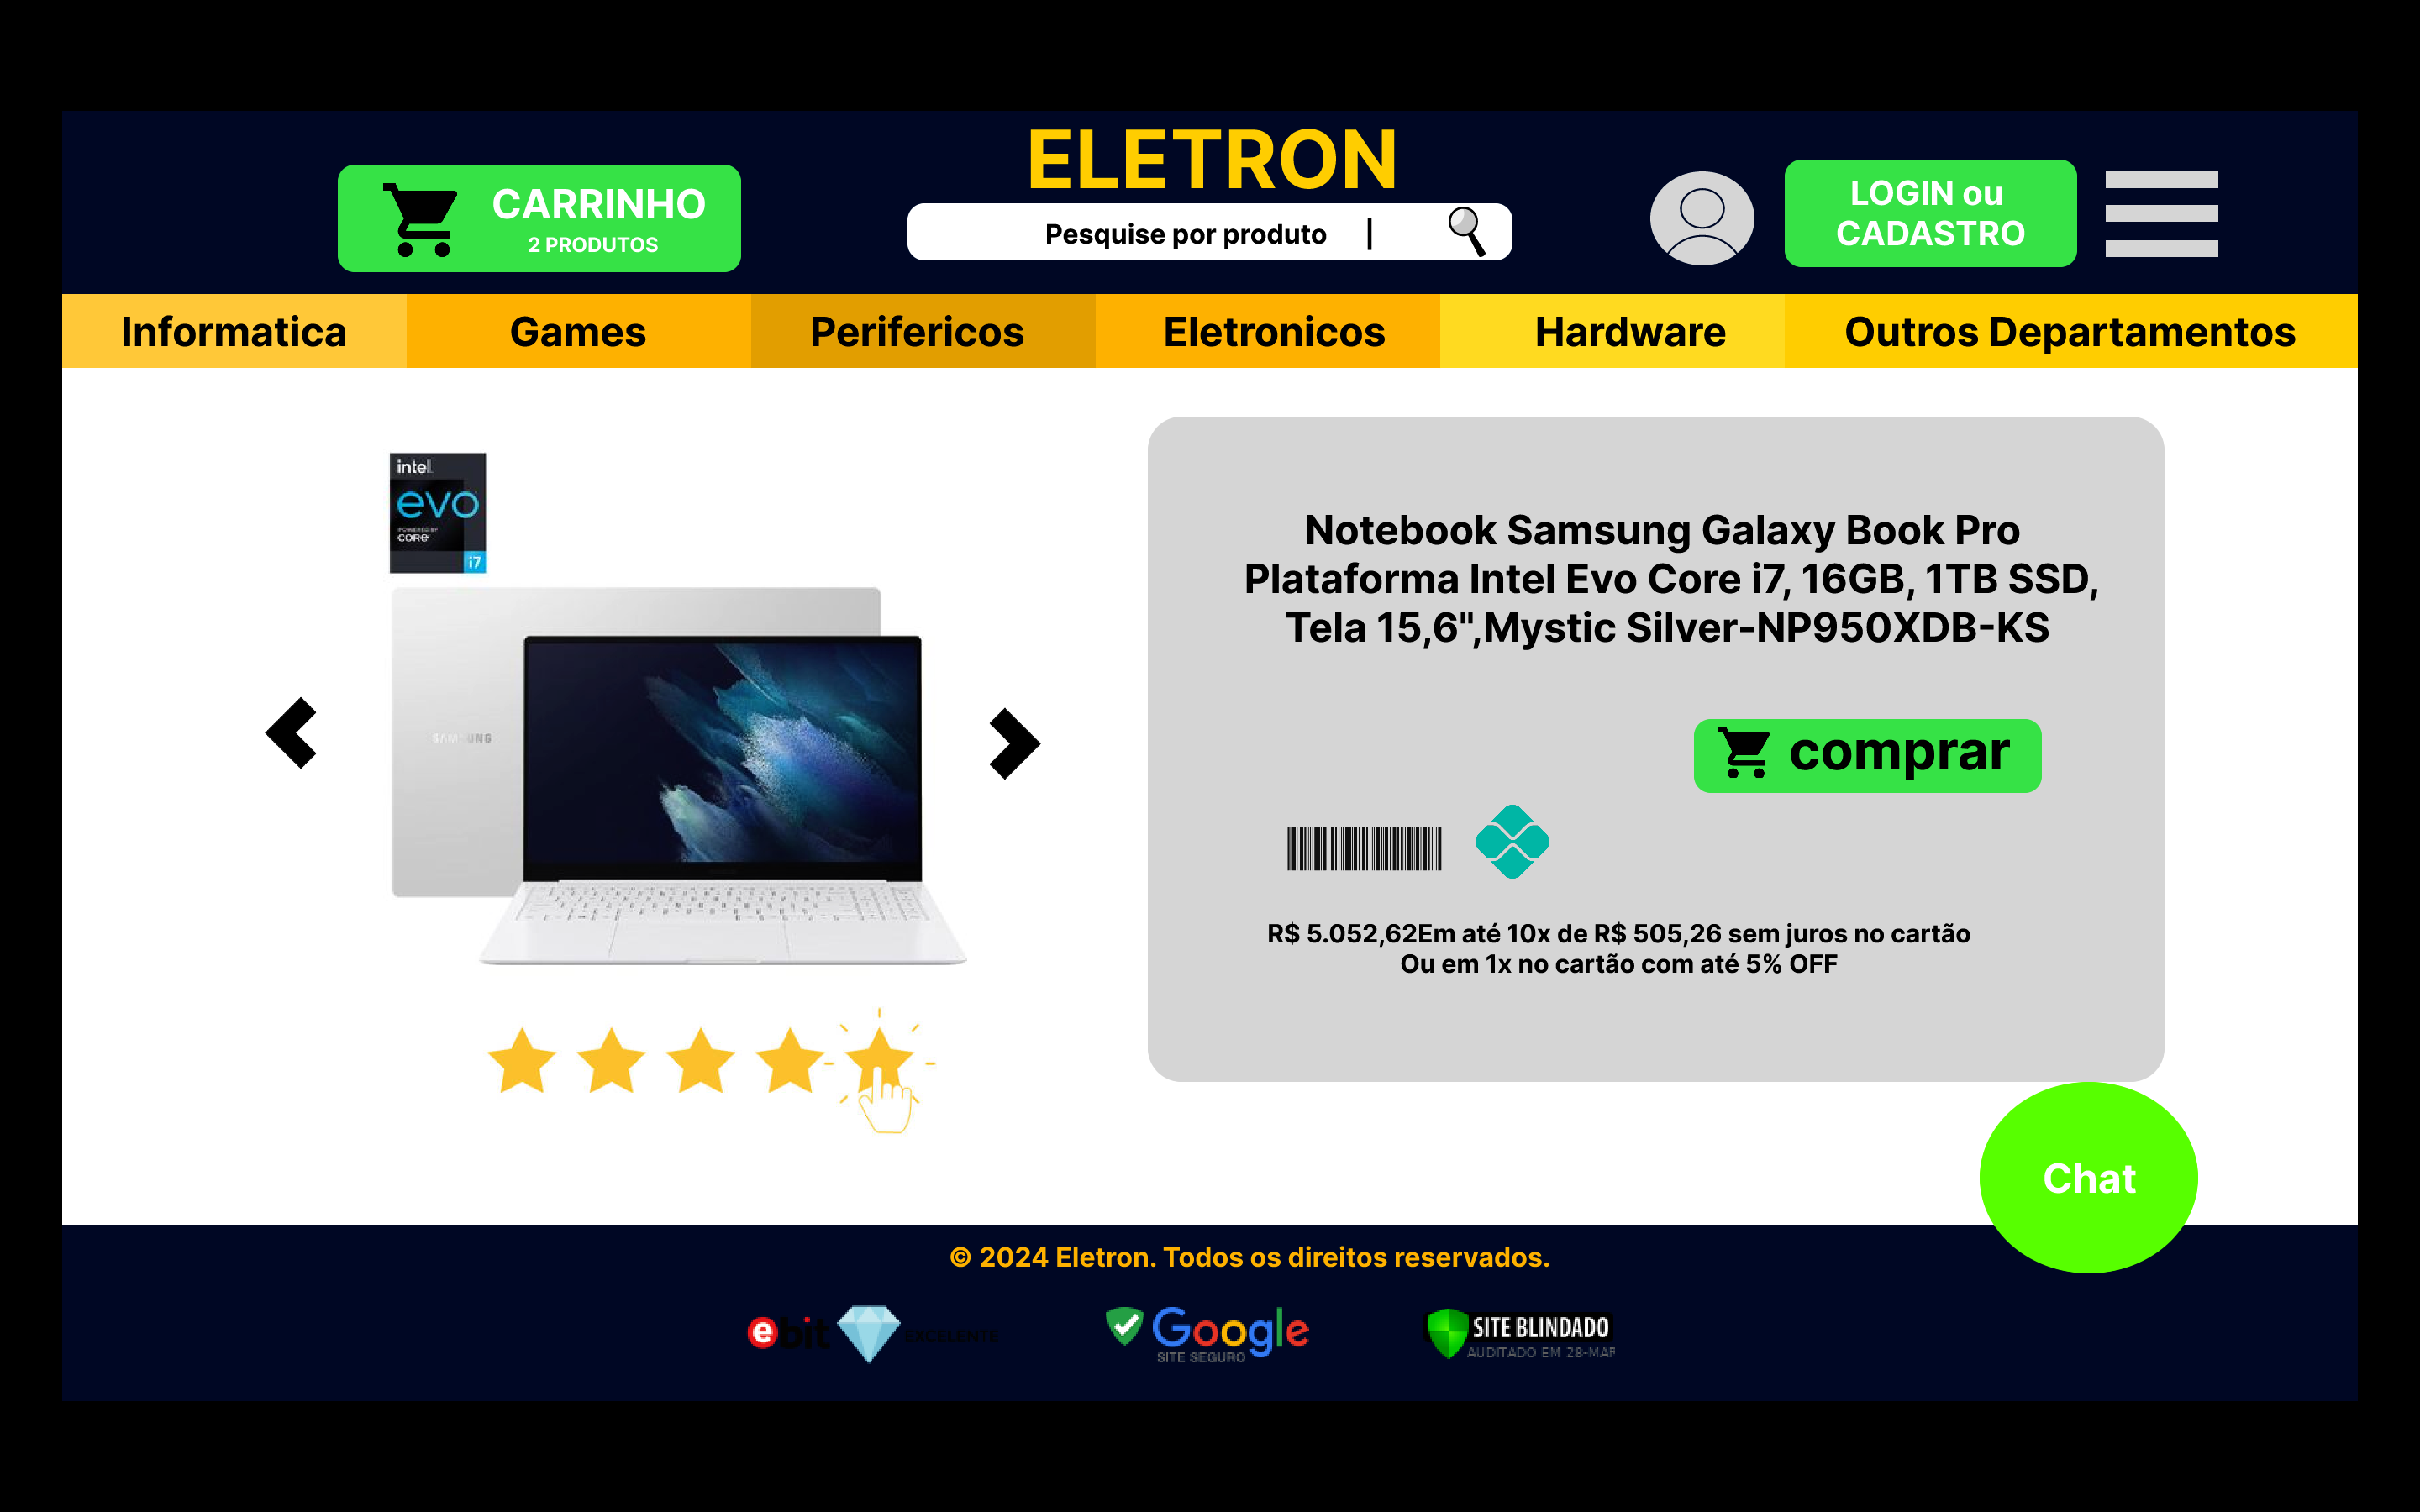 ELETRON
CARRINHO
2 PRODUTOS
Pesquise por produto |
LOGIN ou
CADASTRO
Informatica
Games
Perifericos
Eletronicos
Hardware
Outros Departamentos
intel
evo
POWERED BY
CORE
i7
SAMSUNG
Notebook Samsung Galaxy Book Pro
Plataforma Intel Evo Core i7, 16GB, 1TB SSD,
Tela 15,6",Mystic Silver-NP950XDB-KS
comprar
R$ 5.052,62Em até 10x de R$ 505,26 sem juros no cartão
Ou em 1x no cartão com até 5% OFF
Chat
© 2024 Eletron. Todos os direitos reservados.
ebit
EXCELENTE
Google
SITE SEGURO
SITE BLINDADO
AUDITADO EM 28-MAR